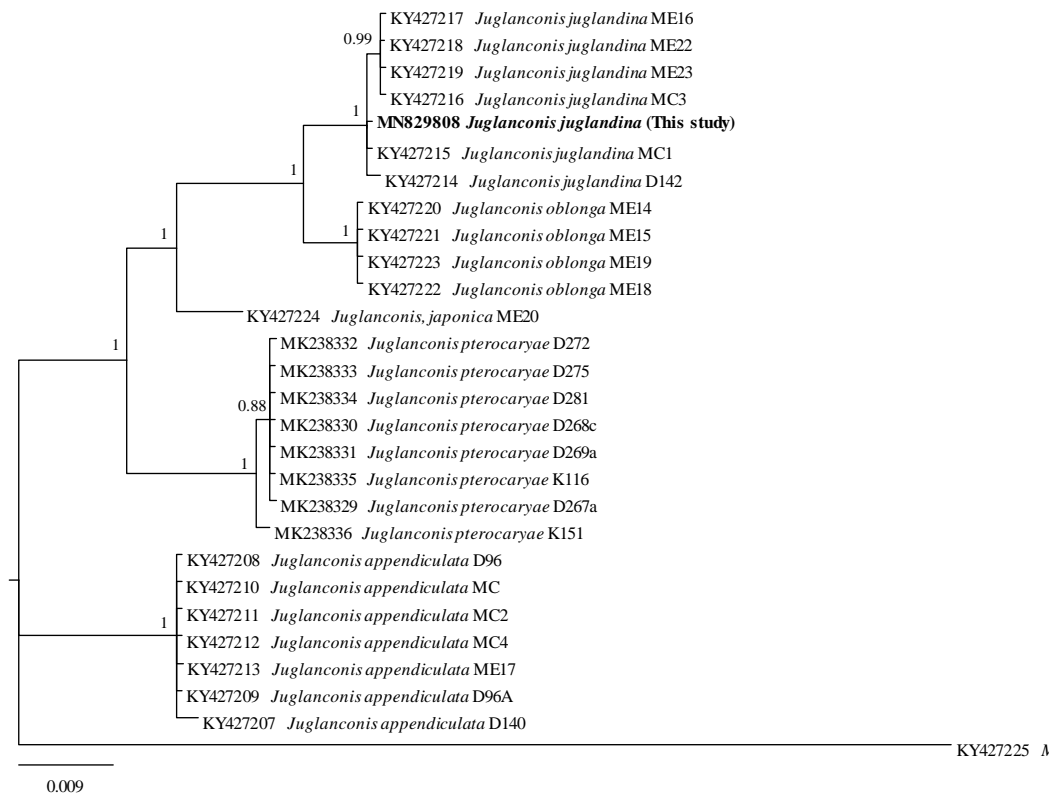 KY427217 Juglanconis juglandina ME16
0.99
KY427218 Juglanconis juglandina ME22
KY427219 Juglanconis juglandina ME23
KY427216 Juglanconis juglandina MC3
1
MN829808 Juglanconis juglandina (This study)
KY427215 Juglanconis juglandina MC1
1
KY427214 Juglanconis juglandina D142
KY427220 Juglanconis oblonga ME14
1
KY427221 Juglanconis oblonga ME15
1
KY427223 Juglanconis oblonga ME19
KY427222 Juglanconis oblonga ME18
KY427224 Juglanconis, japonica ME20
1
MK238332 Juglanconis pterocaryae D272
MK238333 Juglanconis pterocaryae D275
MK238334 Juglanconis pterocaryae D281
0.88
MK238330 Juglanconis pterocaryae D268c
MK238331 Juglanconis pterocaryae D269a
1
MK238335 Juglanconis pterocaryae K116
MK238329 Juglanconis pterocaryae D267a
MK238336 Juglanconis pterocaryae K151
KY427208 Juglanconis appendiculata D96
KY427210 Juglanconis appendiculata MC
KY427211 Juglanconis appendiculata MC2
1
KY427212 Juglanconis appendiculata MC4
KY427213 Juglanconis appendiculata ME17
KY427209 Juglanconis appendiculata D96A
KY427207 Juglanconis appendiculata D140
KY427225
0.009